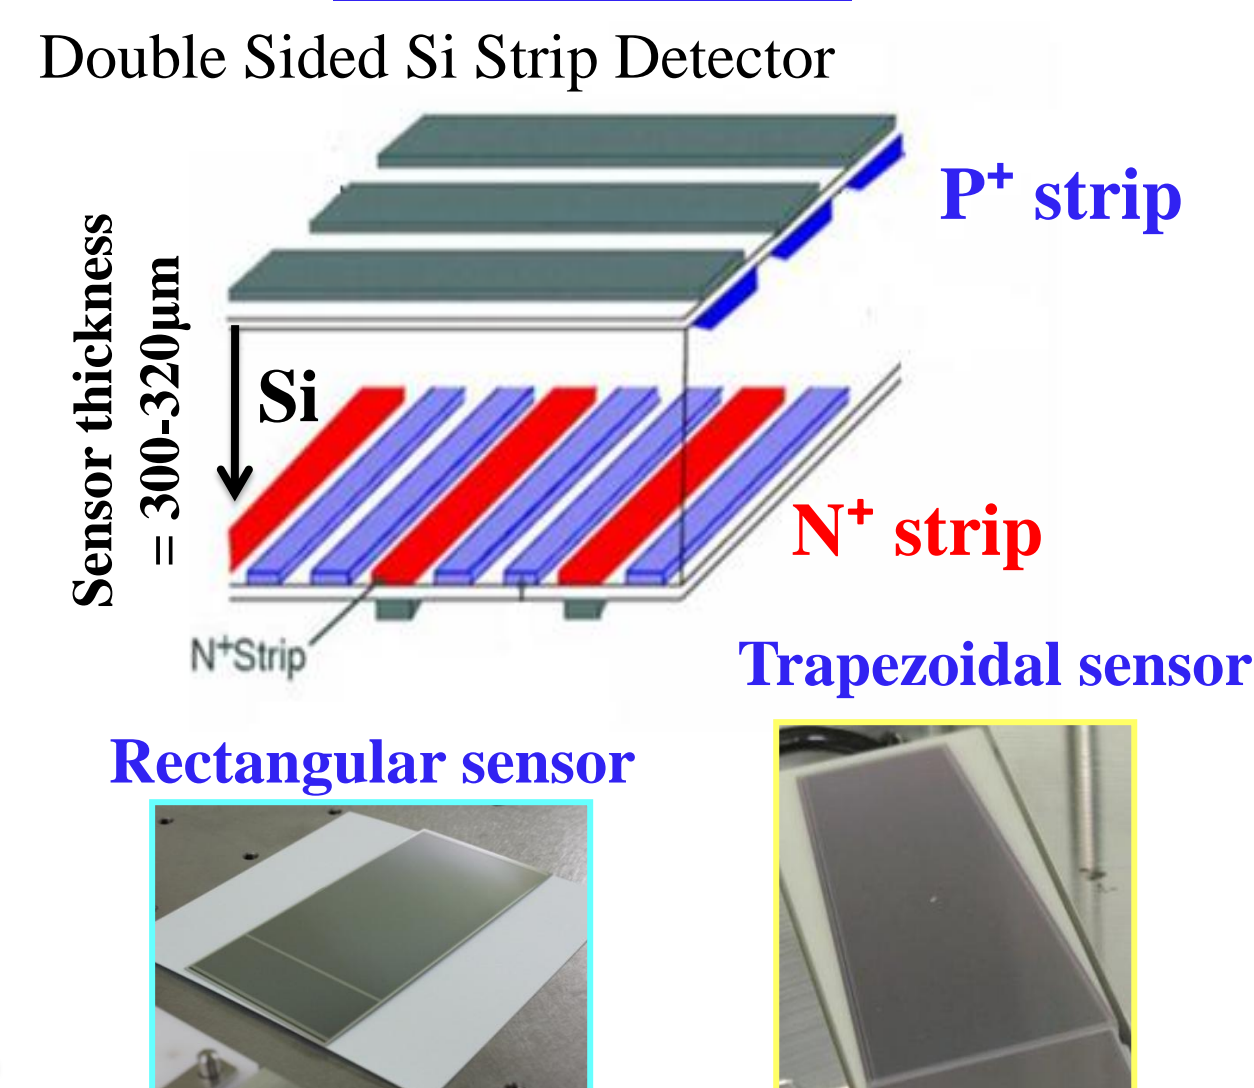 Double Sided Si Strip Detector
P⁺ strip
Sensor thickness
= 300-320μm
Si
N⁺ strip
N⁺Strip
Trapezoidal sensor
Rectangular sensor